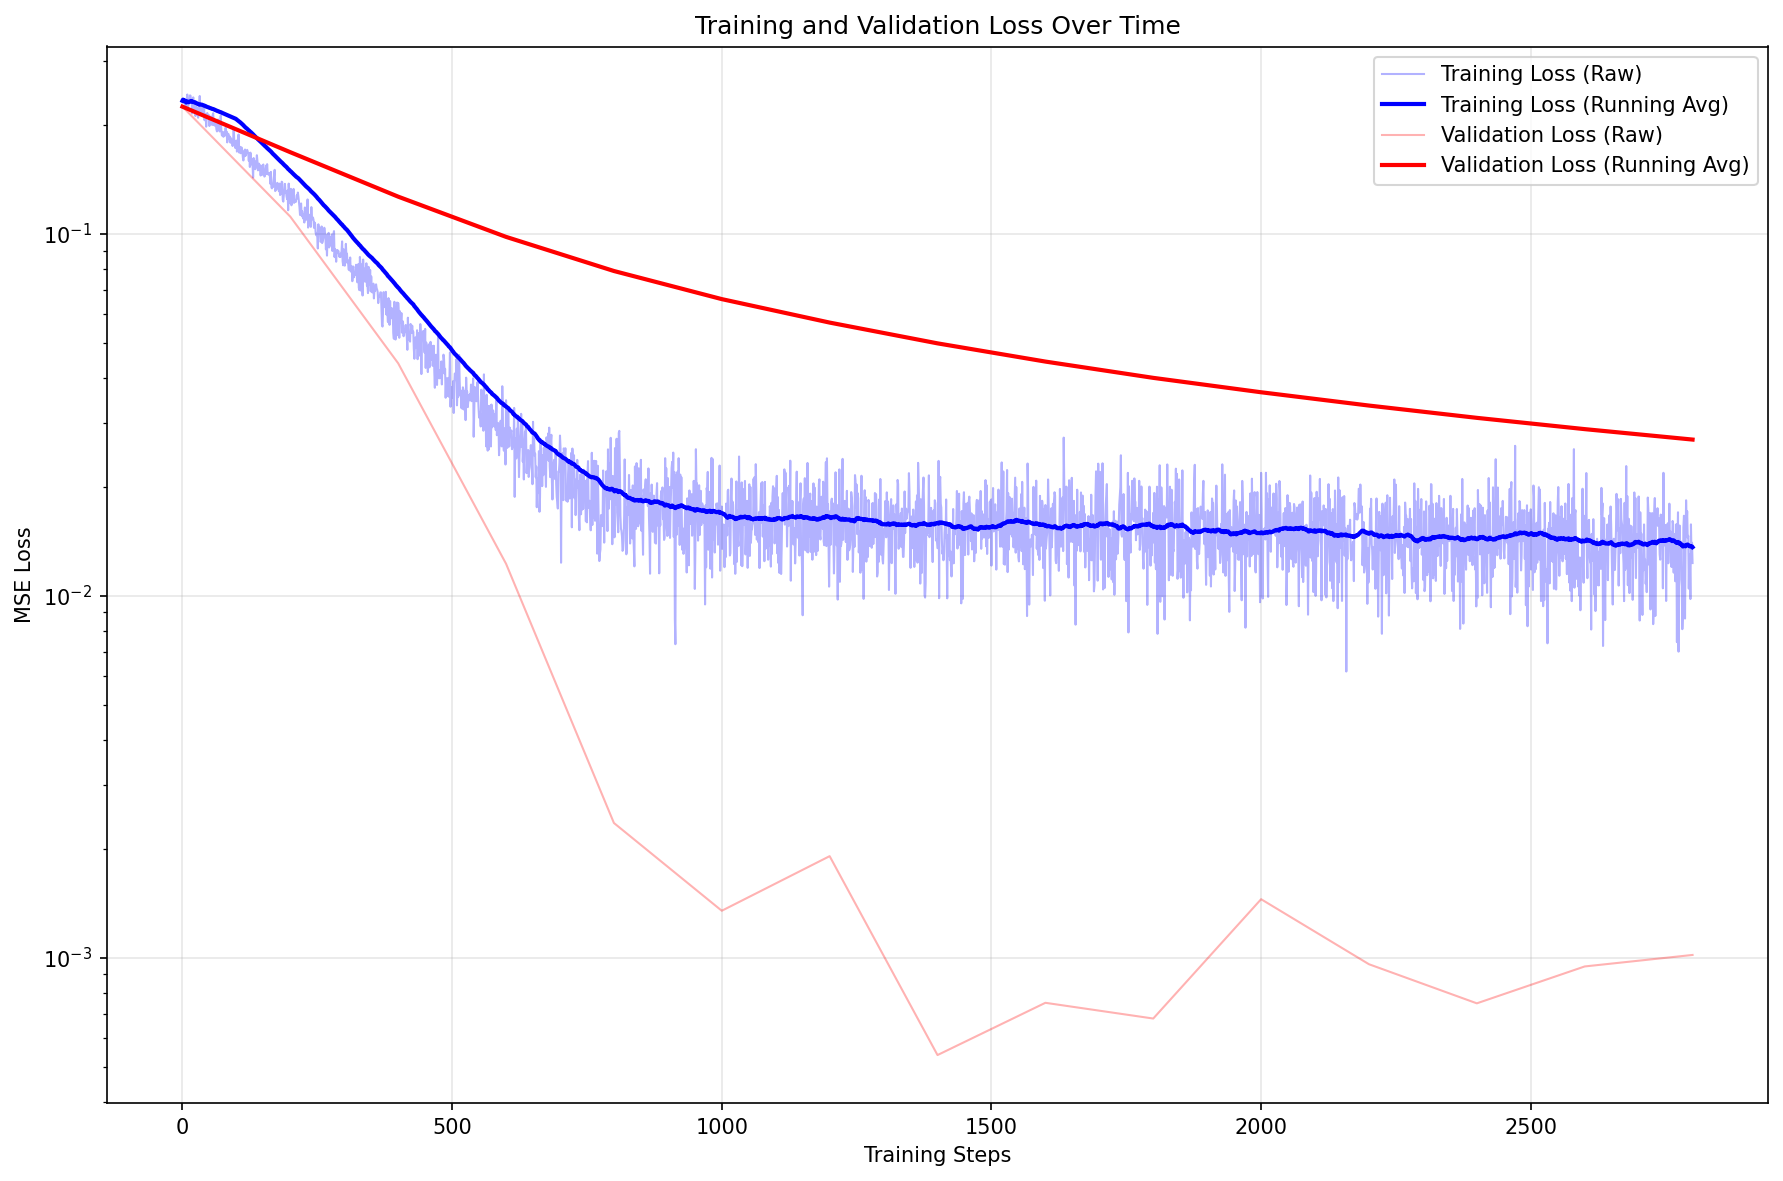 Training and Validation Loss Over Time
Training Loss (Raw)
Training Loss (Running Avg)
Validation Loss (Raw)
Validation Loss (Running Avg)
MSE Loss
10⁻¹
10⁻²
10⁻³
0 500 1000 1500 2000 2500
Training Steps